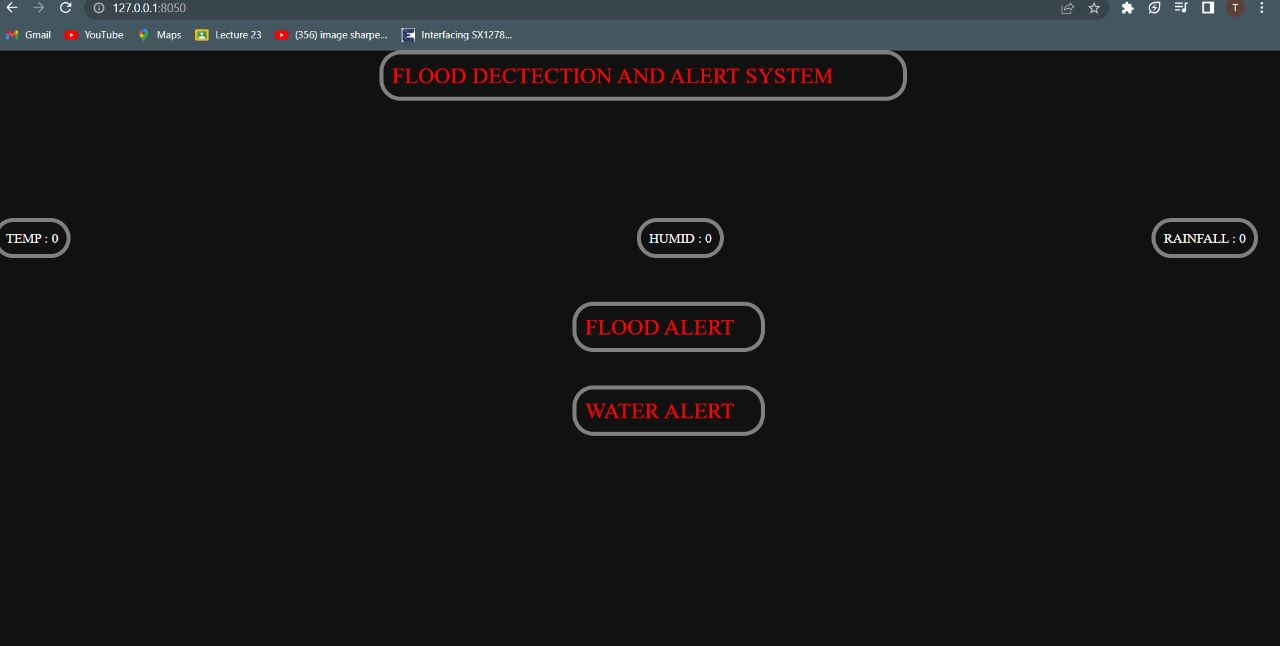 127.0.0.1:8050
T
Gmail YouTube Maps Lecture 23 (356) image sharpe... Interfacing SX1278...
FLOOD DECTECTION AND ALERT SYSTEM
TEMP : 0 HUMID : 0 RAINFALL : 0
FLOOD ALERT
WATER ALERT